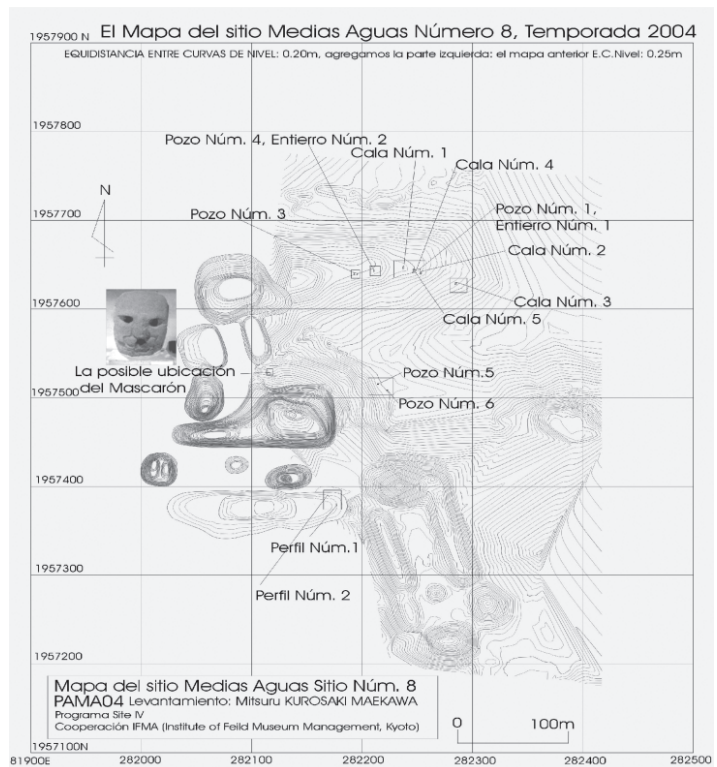 El Mapa del sitio Medias Aguas Número 8, Temporada 2004
1957900 N
EQUIDISTANCIA ENTRE CURVAS DE NIVEL: 0.20m, agregamos la parte izquierda: el mapa anterior E.C.Nivel: 0.25m
1957800
Pozo Núm. 4, Entierro Núm. 2
Cala Núm. 1
Cala Núm. 4
N
Pozo Núm. 3
Pozo Núm. 1,
Entierro Núm. 1
1957700
Cala Núm. 2
Cala Núm. 3
1957600
Cala Núm. 5
La posible ubicación
del Mascarón
Pozo Núm.5
1957500
Pozo Núm. 6
1957400
Perfil Núm.1
1957300
Perfil Núm. 2
1957200
Mapa del sitio Medias Aguas Sitio Núm. 8
PAMA04 Levantamiento: Mitsuru KUROSAKI MAEKAWA
Programa Site IV
Cooperación IFMA (Institute of Feild Museum Management, Kyoto)
0 100m
1957100N
81900E 282000 282100 282200 282300 282400 282500